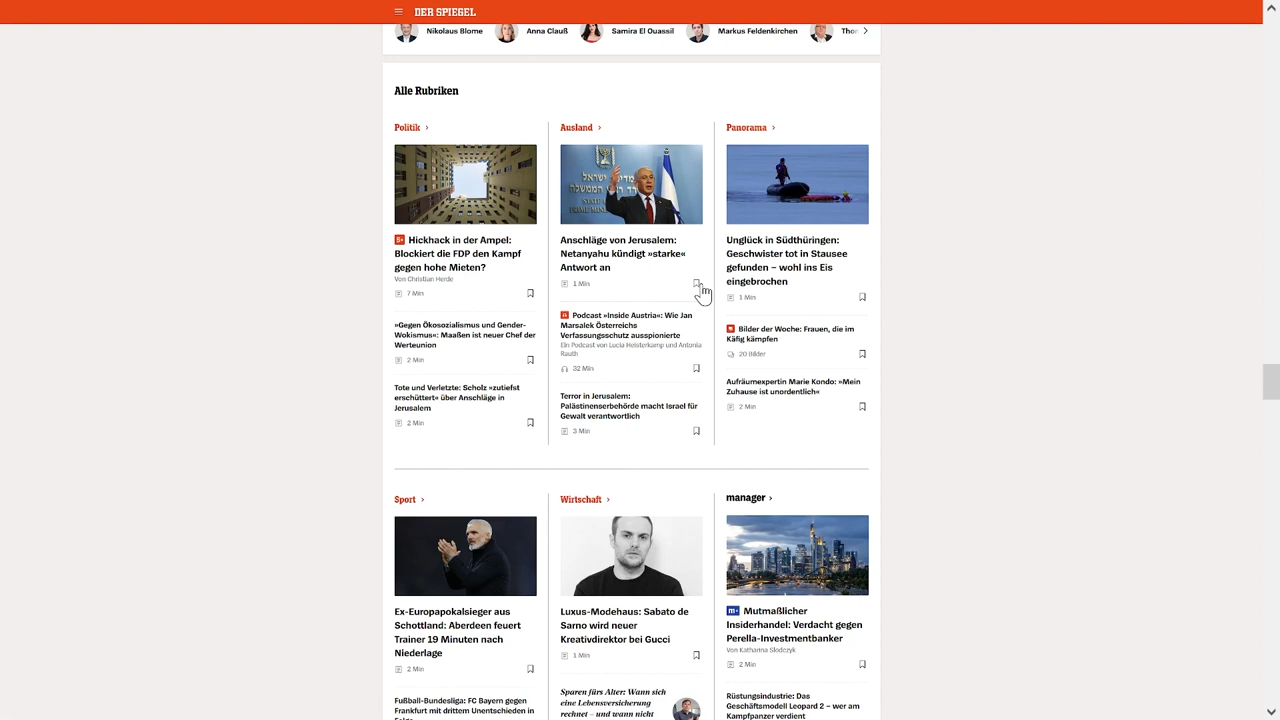 DER SPIEGEL
Nikolaus Blome
Anna Clauß
Samira El Ouassil
Markus Feldenkirchen
Alle Rubriken
Politik
S+ Hickhack in der Ampel:
Blockiert die FDP den Kampf
gegen hohe Mieten?
Von Christian Herde
7 Min
»Gegen Ökosozialismus und Gender-
Wokismus«: Maaßen ist neuer Chef der
Werteunion
2 Min
Tote und Verletzte: Scholz »zutiefst
erschüttert« über Anschläge in
Jerusalem
2 Min
Ausland
Anschläge von Jerusalem:
Netanyahu kündigt »starke«
Antwort an
1 Min
Podcast »Inside Austria«: Wie Jan
Marsalek Österreichs
Verfassungsschutz ausspionierte
Ein Podcast von Lucia Heisterkamp und Antonia
Rauth
32 Min
Terror in Jerusalem:
Palästinenserbehörde macht Israel für
Gewalt verantwortlich
3 Min
Panorama
Unglück in Südthüringen:
Geschwister tot in Stausee
gefunden – wohl ins Eis
eingebrochen
1 Min
Bilder der Woche: Frauen, die im
Käfig kämpfen
20 Bilder
Aufräumexpertin Marie Kondo: »Mein
Zuhause ist unordentlich«
2 Min
Sport
Ex-Europapokalsieger aus
Schottland: Aberdeen feuert
Trainer 19 Minuten nach
Niederlage
2 Min
Fußball-Bundesliga: FC Bayern gegen
Frankfurt mit drittem Unentschieden in
Wirtschaft
Luxus-Modehaus: Sabato de
Sarno wird neuer
Kreativdirektor bei Gucci
1 Min
Sparen fürs Alter: Wann sich
eine Lebensversicherung
rechnet – und wann nicht
manager
m+ Mutmaßlicher
Insiderhandel: Verdacht gegen
Perella-Investmentbanker
Von Katharina Slodczyk
2 Min
Rüstungsindustrie: Das
Geschäftsmodell Leopard 2 – wer am
Kampfpanzer verdient